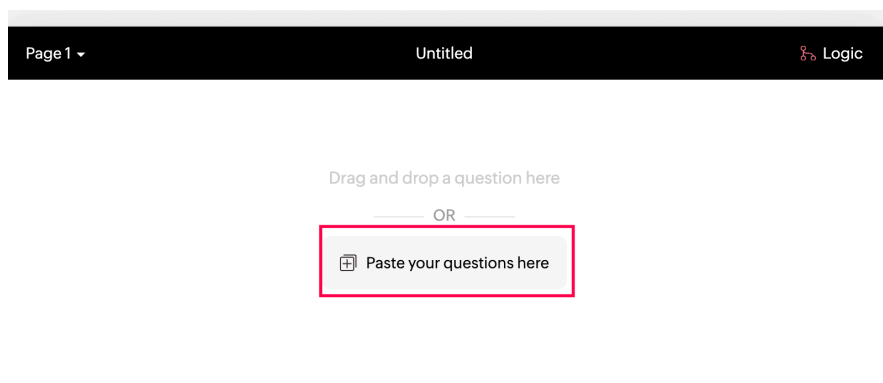 Page 1
Untitled
Logic
Drag and drop a question here
OR
Paste your questions here